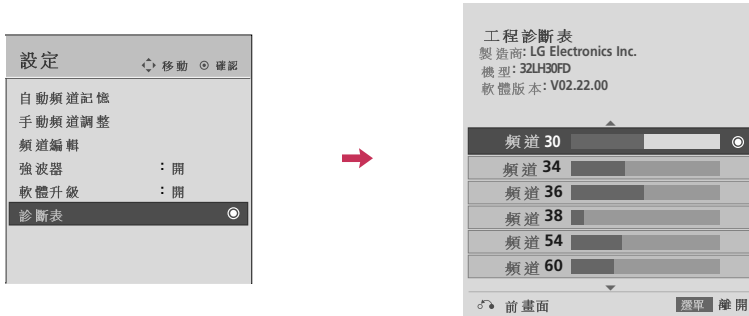 設定 移動 確認
自動頻道記憶
手動頻道調整
頻道編輯
強波器 : 開
軟體升級 : 開
診斷表
工程診斷表
製造商: LG Electronics Inc.
機型: 32LH30FD
軟體版本: V02.22.00
頻道 30
頻道 34
頻道 36
頻道 38
頻道 54
頻道 60
前畫面 選單 離開